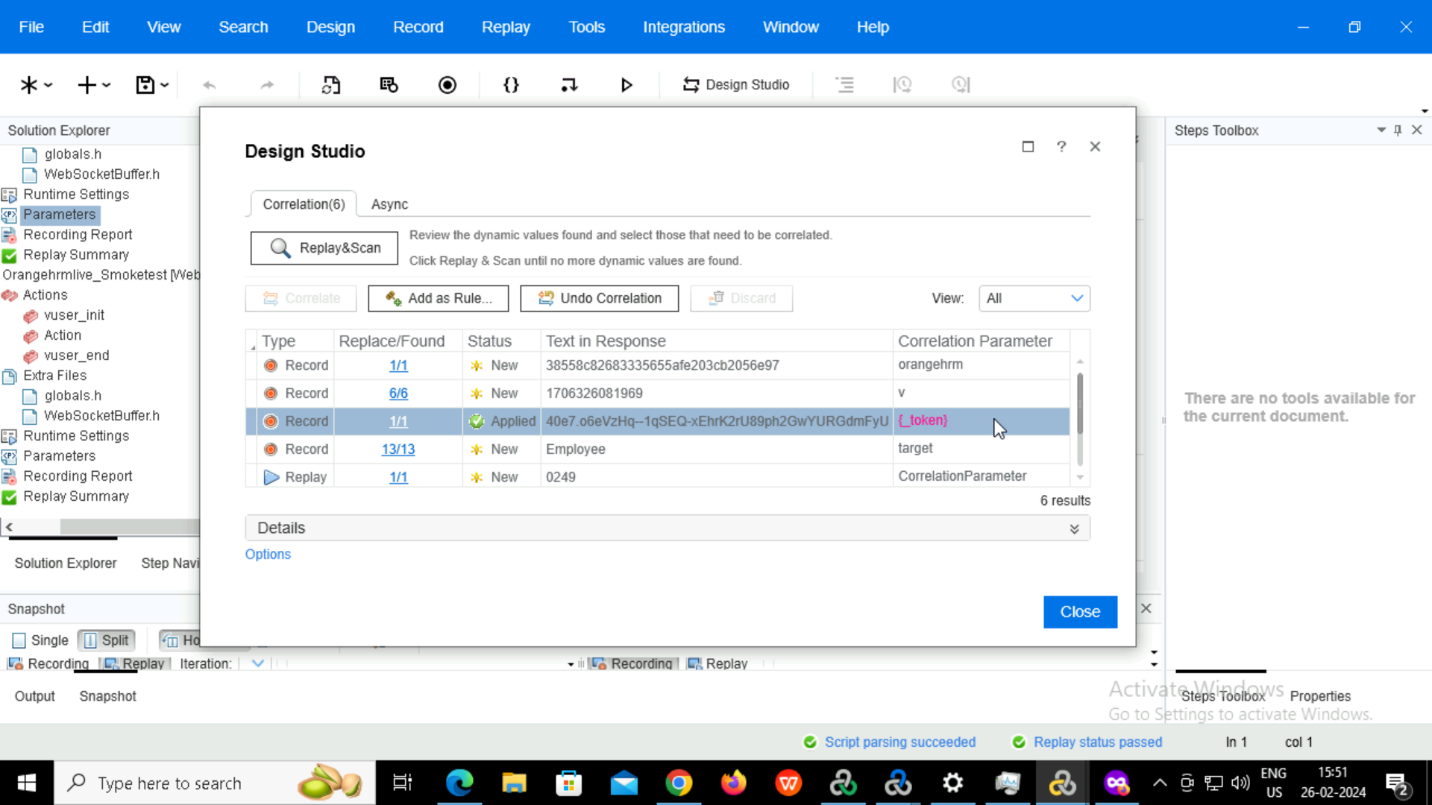 File Edit View Search Design Record Replay Tools Integrations Window Help
Design Studio
Solution Explorer
globals.h
WebSocketBuffer.h
Runtime Settings
Parameters
Recording Report
Replay Summary
Orangehrmlive_Smoketest [Web
Actions
vuser_init
Action
vuser_end
Extra Files
globals.h
WebSocketBuffer.h
Runtime Settings
Parameters
Recording Report
Replay Summary
Solution Explorer Step Navi
Design Studio
Correlation(6) Async
Replay&Scan
Review the dynamic values found and select those that need to be correlated.
Click Replay & Scan until no more dynamic values are found.
Correlate Add as Rule... Undo Correlation Discard View: All
Type Replace/Found Status Text in Response Correlation Parameter
Record 1/1 New 38558c82683335655afe203cb2056e97 orangehrm
Record 6/6 New 1706326081969 v
Record 1/1 Applied 40e7.o6eVzHq--1qSEQ-xEhrK2rU89ph2GwYURGdmFyU {_token}
Record 13/13 New Employee target
Replay 1/1 New 0249 CorrelationParameter
6 results
Details
Options
Close
Steps Toolbox
There are no tools available for
the current document.
Snapshot
Single Split Ho
Recording Replay Iteration: Recording Replay
Output Snapshot
Steps Toolbox Properties
Activate Windows
Go to Settings to activate Windows.
Script parsing succeeded Replay status passed ln 1 col 1
Type here to search
ENG
US
15:51
26-02-2024
2